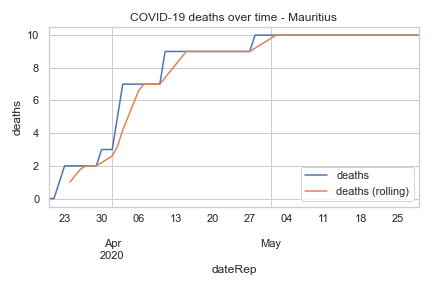 COVID-19 deaths over time - Mauritius
deaths
10
8
6
4
2
0
deaths
deaths (rolling)
23 30 06 13 20 27 04 11 18 25
Apr May
2020
dateRep